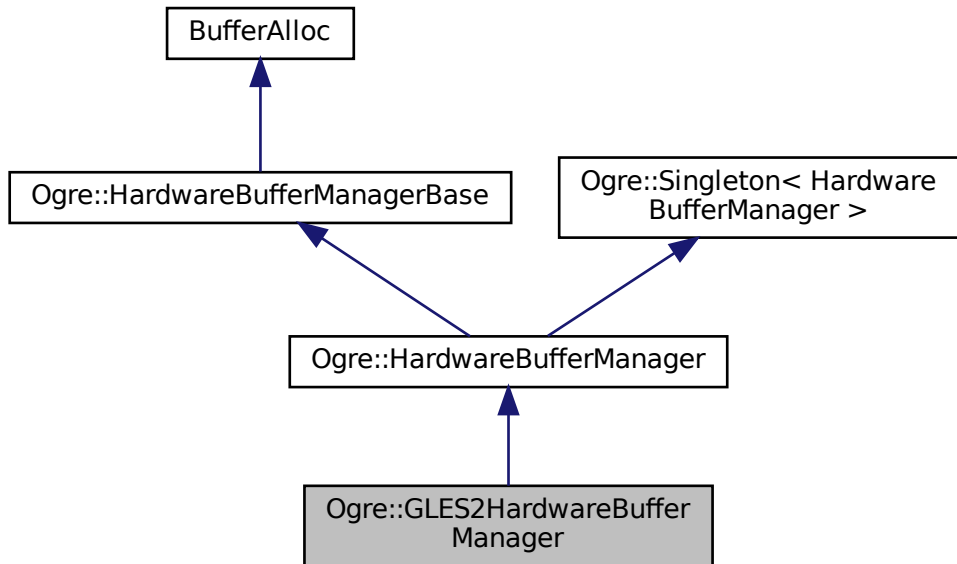 BufferAlloc
Ogre::HardwareBufferManagerBase
Ogre::Singleton< Hardware
BufferManager >
Ogre::HardwareBufferManager
Ogre::GLES2HardwareBuffer
Manager